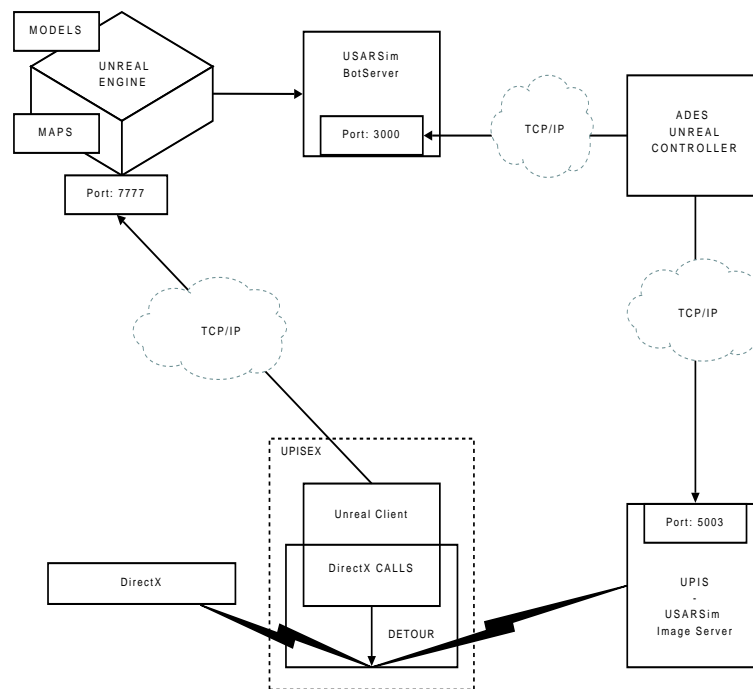 MODELS
UNREAL
ENGINE
MAPS
Port: 7777
USARSim
BotServer
Port: 3000
TCP/IP
ADES
UNREAL
CONTROLLER
TCP/IP
TCP/IP
UPISEX
Unreal Client
DirectX CALLS
DETOUR
DirectX
Port: 5003
UPIS
-
USARSim
Image Server